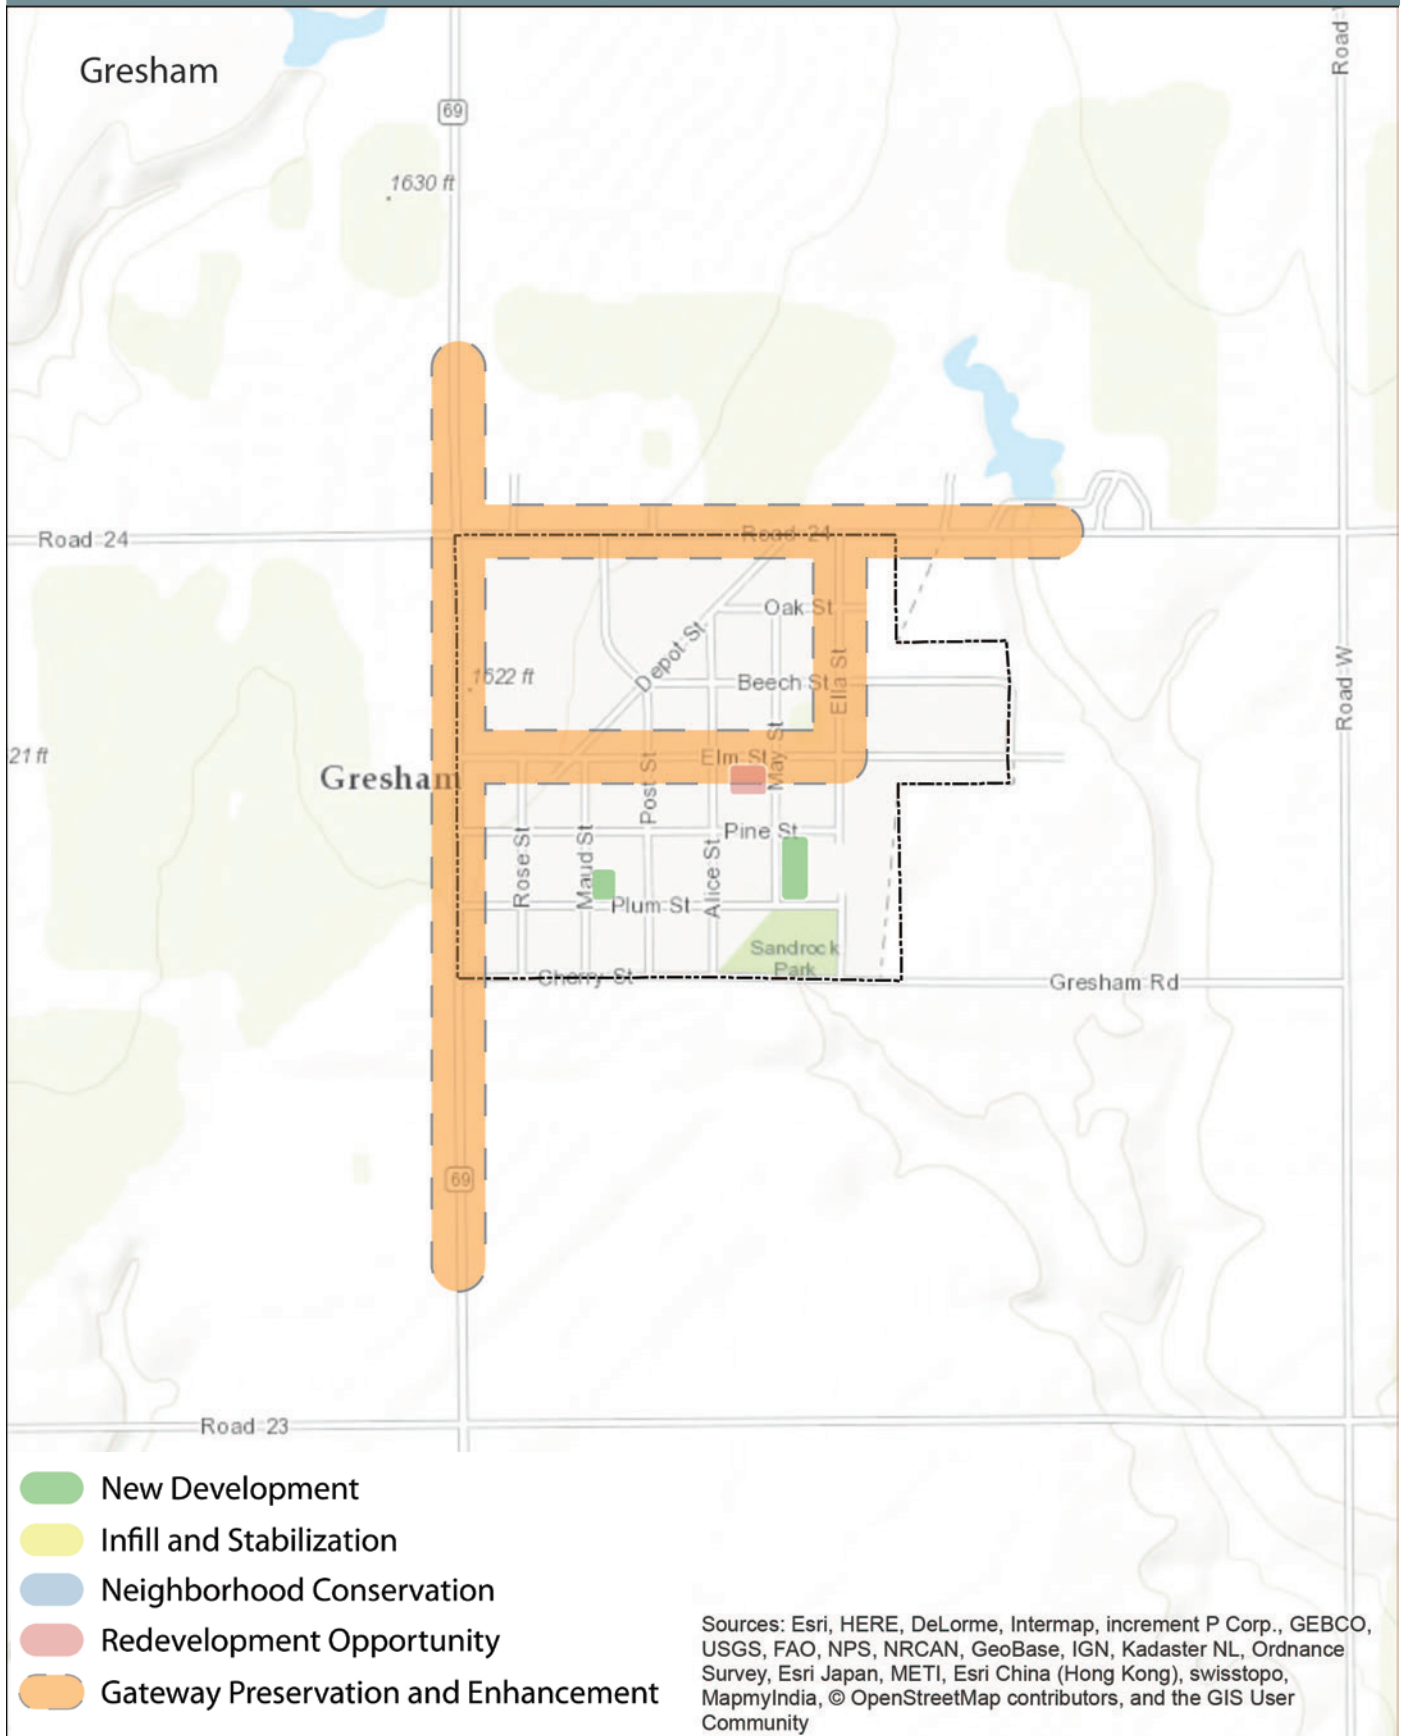 Gresham
Road
69
1630 ft
Road 24
Road 24
Oak St
Depot St
1622 ft
Beech St
Ella St
Road W
21 ft
Elm St
May St
Gresham
Post St
Pine St
Rose St
Maud St
Alice St
Plum St
Sandrock
Park
Cherry St
Gresham Rd
69
Road 23
New Development
Infill and Stabilization
Neighborhood Conservation
Redevelopment Opportunity
Gateway Preservation and Enhancement
Sources: Esri, HERE, DeLorme, Intermap, increment P Corp., GEBCO,
USGS, FAO, NPS, NRCAN, GeoBase, IGN, Kadaster NL, Ordnance
Survey, Esri Japan, METI, Esri China (Hong Kong), swisstopo,
MapmyIndia, © OpenStreetMap contributors, and the GIS User
Community